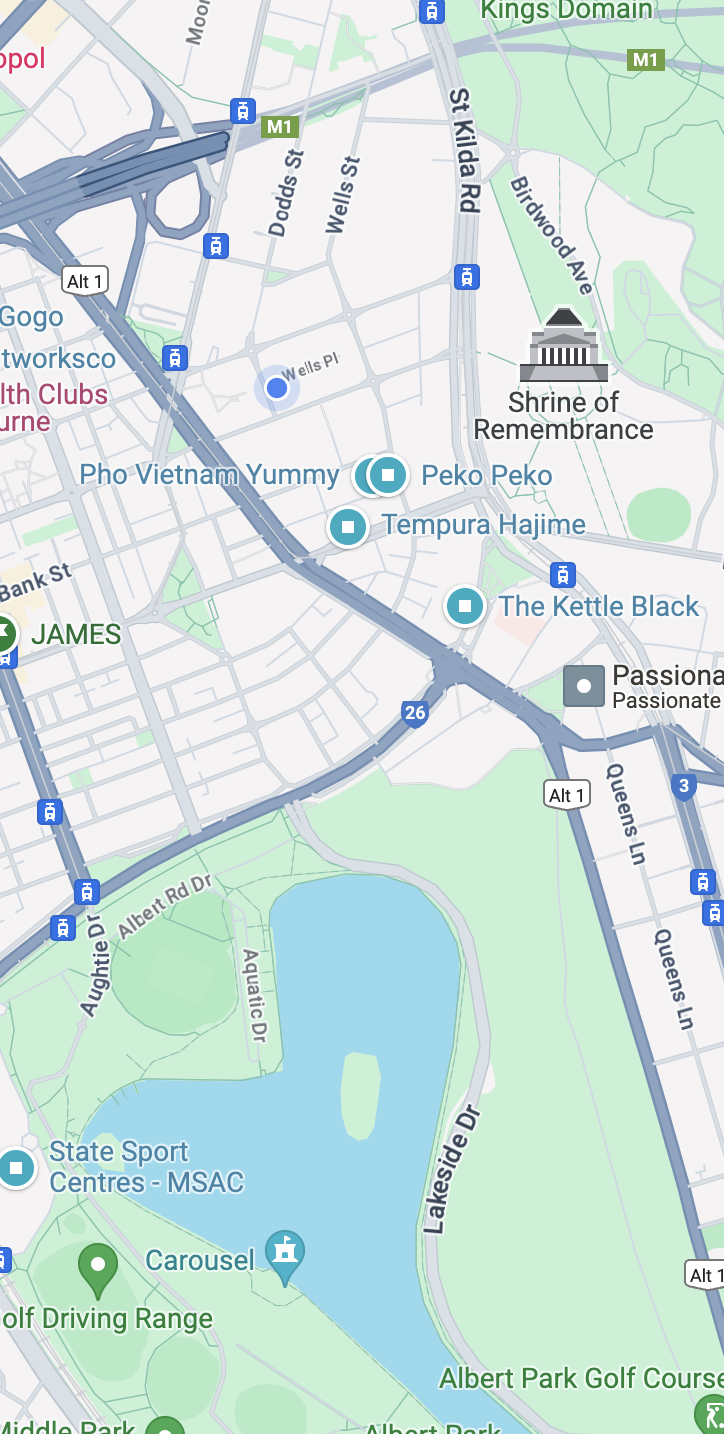 Kings Domain
Moor
opol
M1
M1
St Kilda Rd
Dodds St
Wells St
Birdwood Ave
Alt 1
Gogo
tworksco
lth Clubs
urne
Wells Pl
Shrine of
Remembrance
Pho Vietnam Yummy
Peko Peko
Tempura Hajime
Bank St
The Kettle Black
JAMES
Passiona
Passionate
26
Alt 1
3
Queens Ln
Albert Rd Dr
Aughtie Dr
Aquatic Dr
Queens Ln
State Sport
Centres - MSAC
Lakeside Dr
Carousel
Alt 1
olf Driving Range
Albert Park Golf Course
Middle Park
Albert Park